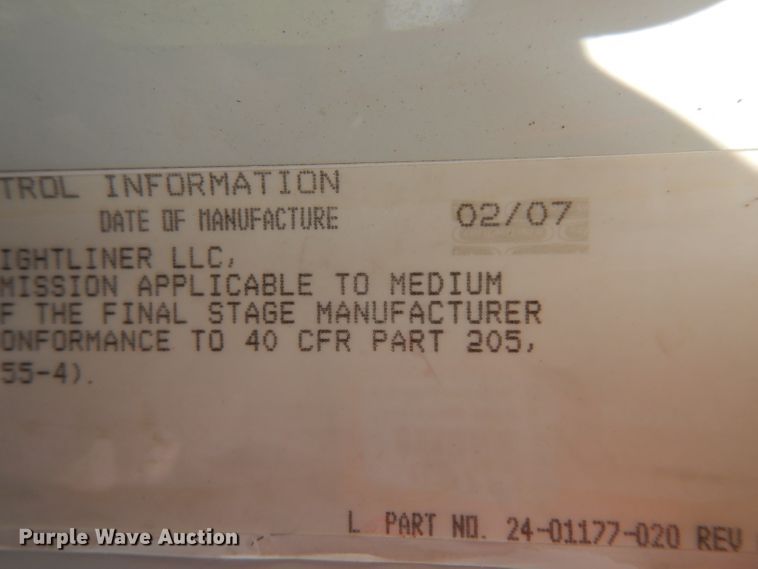 TROL INFORMATION
DATE OF MANUFACTURE 02/07
IGHTLINER LLC,
MISSION APPLICABLE TO MEDIUM
F THE FINAL STAGE MANUFACTURER
ONFORMANCE TO 40 CFR PART 205,
55-4).
L PART NO. 24-01177-020 REV
Purple Wave Auction